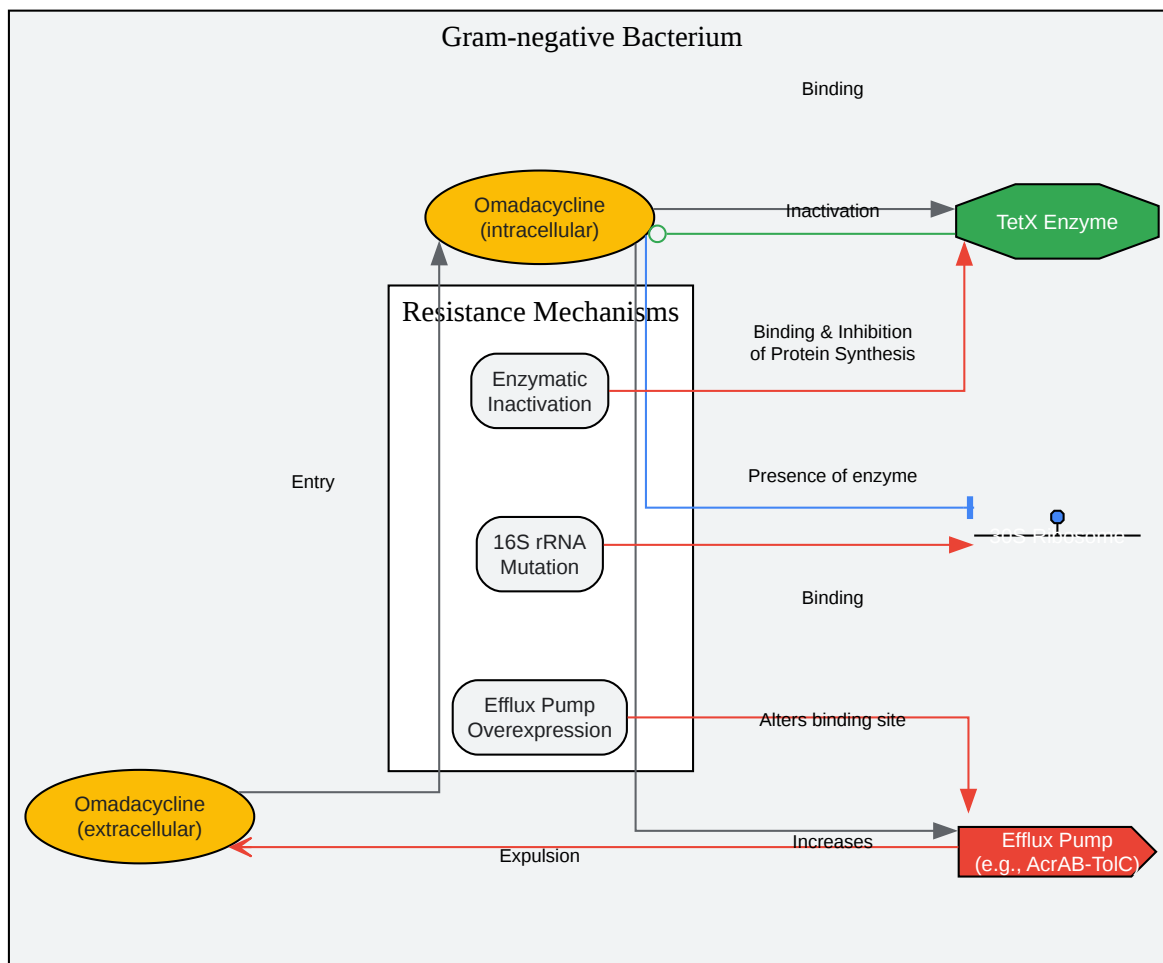 Gram-negative Bacterium
Binding
Omadacycline
(intracellular)
Inactivation
TetX Enzyme
Resistance Mechanisms
Binding & Inhibition
of Protein Synthesis
Enzymatic
Inactivation
Entry
Presence of enzyme
30S Ribosome
16S rRNA
Mutation
Binding
Efflux Pump
Overexpression
Alters binding site
Omadacycline
(extracellular)
Increases
Expulsion
Efflux Pump
(e.g., AcrAB-TolC)